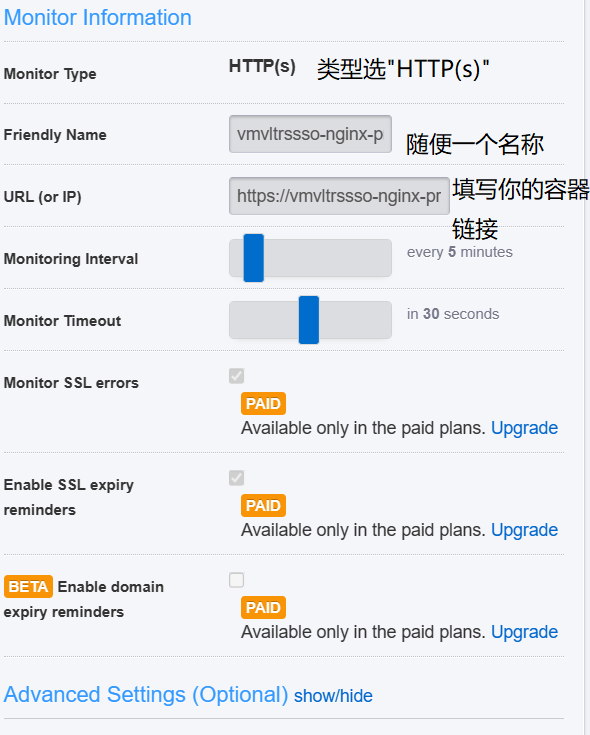 Monitor Information
Monitor Type
HTTP(s)
类型选"HTTP(s)"
Friendly Name
vmvltrssso-nginx-p
随便一个名称
URL (or IP)
https://vmvltrssso-nginx-pr
填写你的容器
链接
Monitoring Interval
every 5 minutes
Monitor Timeout
in 30 seconds
Monitor SSL errors
PAID
Available only in the paid plans. Upgrade
Enable SSL expiry
reminders
PAID
Available only in the paid plans. Upgrade
BETA Enable domain
expiry reminders
PAID
Available only in the paid plans. Upgrade
Advanced Settings (Optional) show/hide